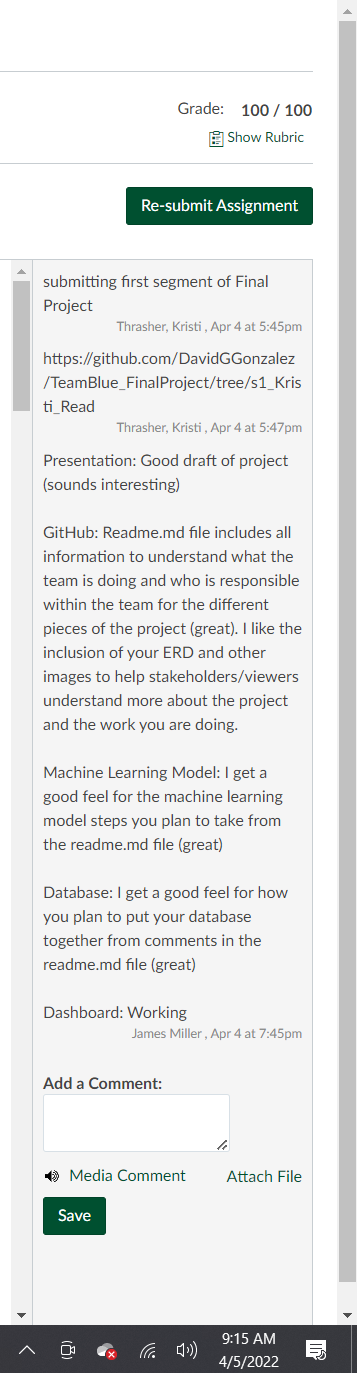 Grade: 100 / 100
Show Rubric
Re-submit Assignment
submitting first segment of Final
Project
Thrasher, Kristi , Apr 4 at 5:45pm
https://github.com/DavidGGonzalez
/TeamBlue_FinalProject/tree/s1_Kris
ti_Read
Thrasher, Kristi , Apr 4 at 5:47pm
Presentation: Good draft of project
(sounds interesting)
GitHub: Readme.md file includes all
information to understand what the
team is doing and who is responsible
within the team for the different
pieces of the project (great). I like the
inclusion of your ERD and other
images to help stakeholders/viewers
understand more about the project
and the work you are doing.
Machine Learning Model: I get a
good feel for the machine learning
model steps you plan to take from
the readme.md file (great)
Database: I get a good feel for how
you plan to put your database
together from comments in the
readme.md file (great)
Dashboard: Working
James Miller , Apr 4 at 7:45pm
Add a Comment:
Media Comment Attach File
Save
9:15 AM
4/5/2022